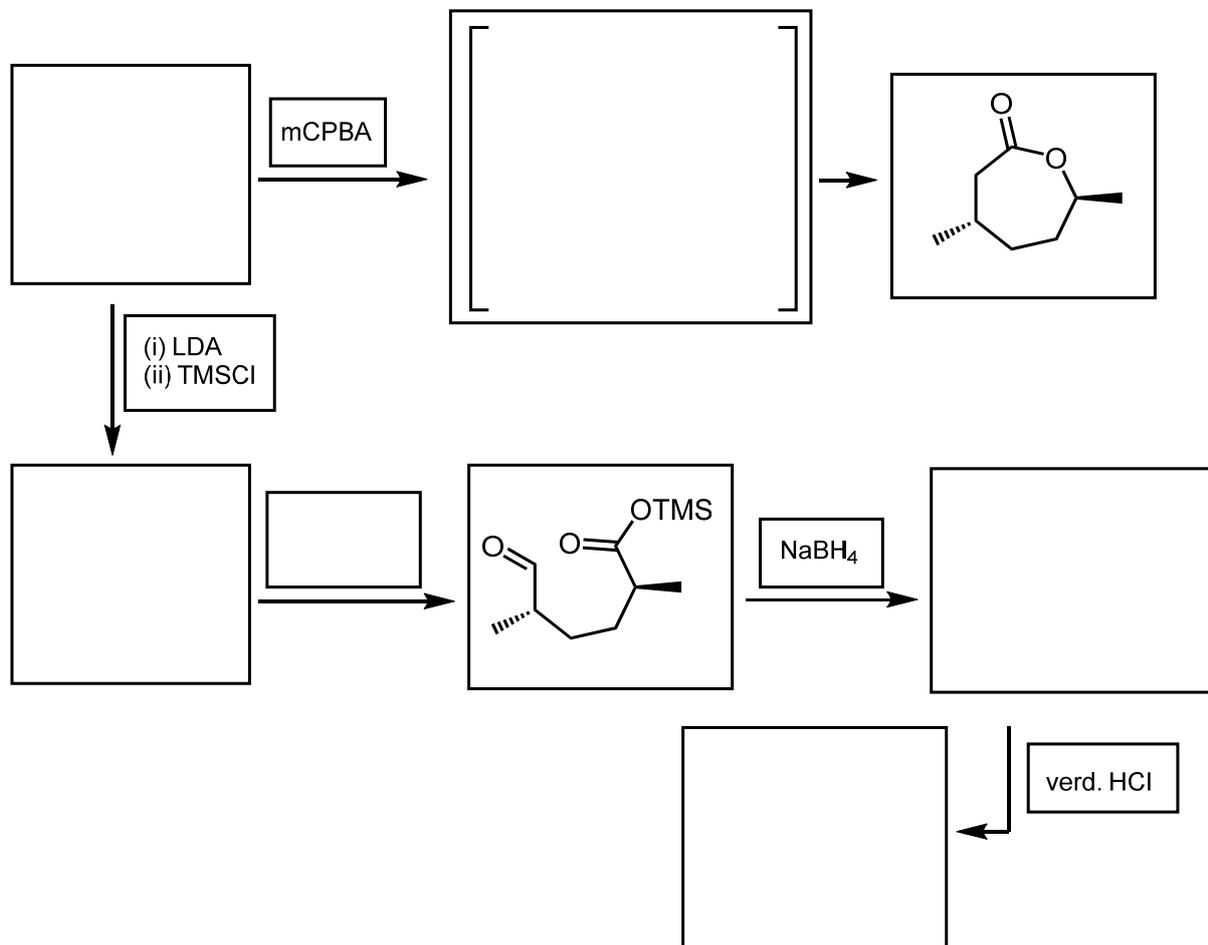 mCPBA
O
O
(i) LDA
(ii) TMSCl
OTMS
O
O
NaBH4
verd. HCl